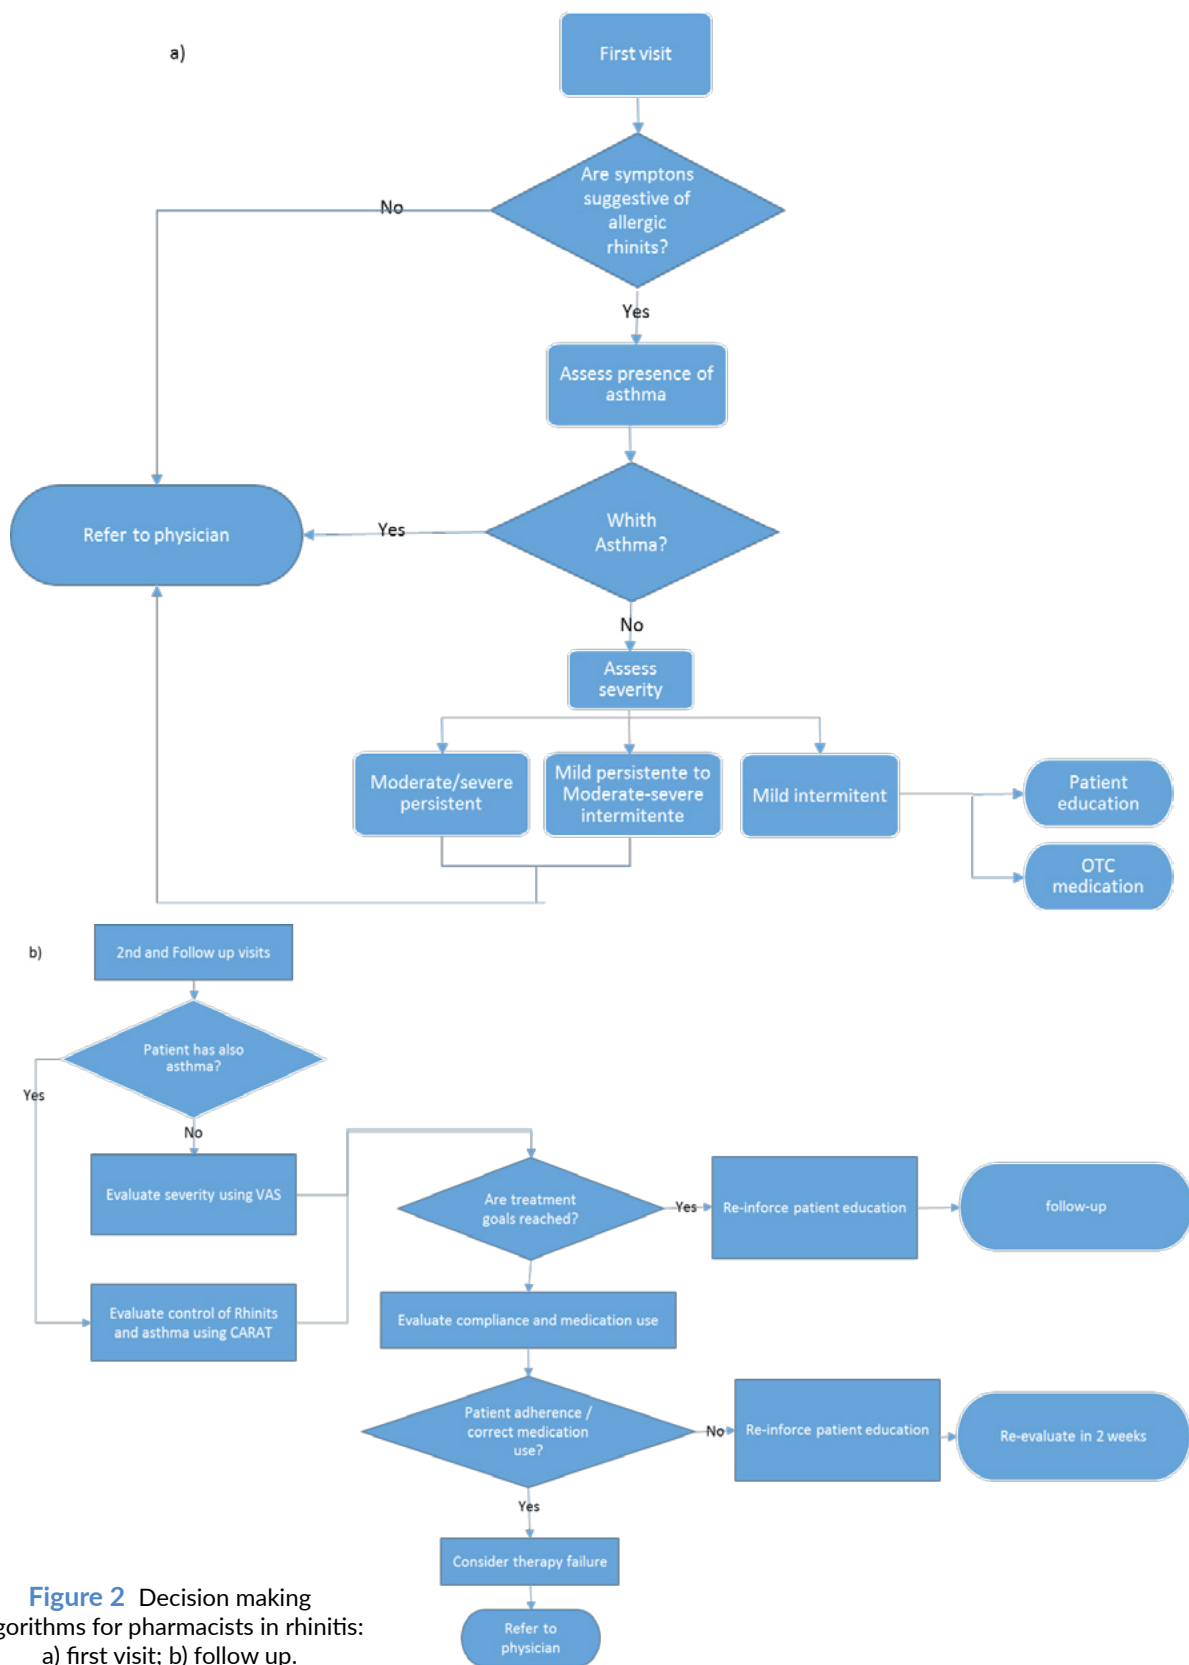 a)
First visit
Are symptons
suggestive of
allergic
rhinits?
No
Yes
Assess presence of
asthma
Whith
Asthma?
Yes
Refer to physician
No
Assess
severity
Moderate/severe
persistent
Mild persistente to
Moderate-severe
intermitente
Mild intermitent
Patient
education
OTC
medication
b)
2nd and Follow up visits
Patient has also
asthma?
Yes
No
Evaluate severity using VAS
Evaluate control of Rhinits
and asthma using CARAT
Are treatment
goals reached?
Yes
Re-inforce patient education
follow-up
Evaluate compliance and medication use
Patient adherence /
correct medication
use?
No
Re-inforce patient education
Re-evaluate in 2 weeks
Yes
Consider therapy failure
Refer to
physician
Figure 2 Decision making
gorithms for pharmacists in rhinitis:
a) first visit; b) follow up.